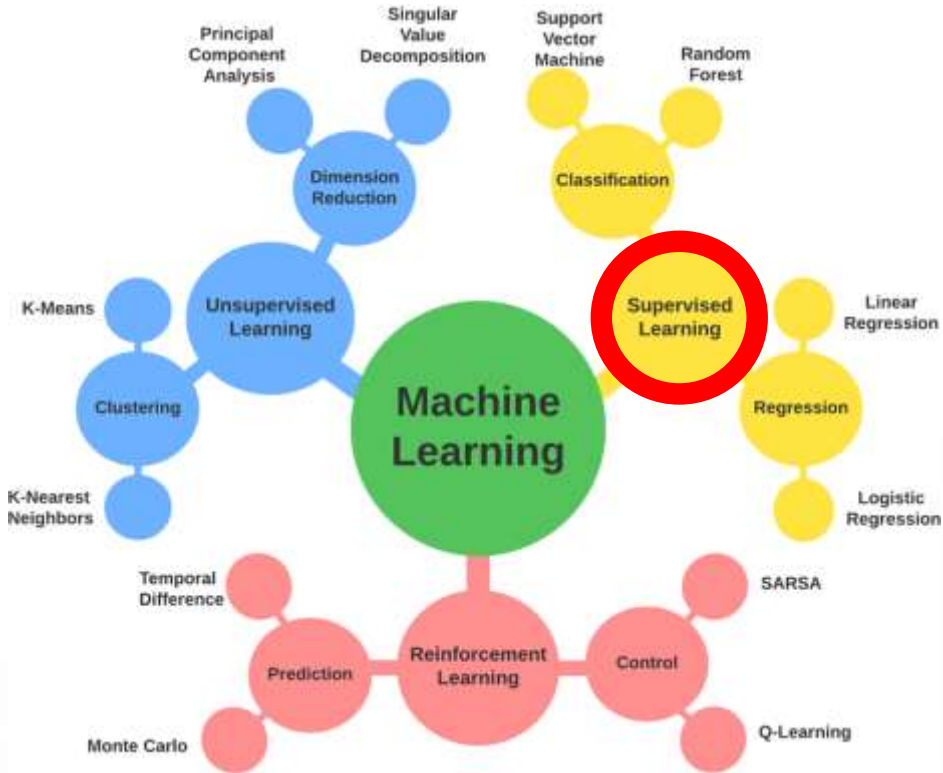 Singular
Value
Decomposition
Principal
Component
Analysis
Support
Vector
Machine
Random
Forest
Dimension
Reduction
Classification
K-Means
Unsupervised
Learning
Supervised
Learning
Linear
Regression
Clustering
Machine
Learning
Regression
K-Nearest
Neighbors
Logistic
Regression
Temporal
Difference
SARSA
Prediction
Reinforcement
Learning
Control
Monte Carlo
Q-Learning